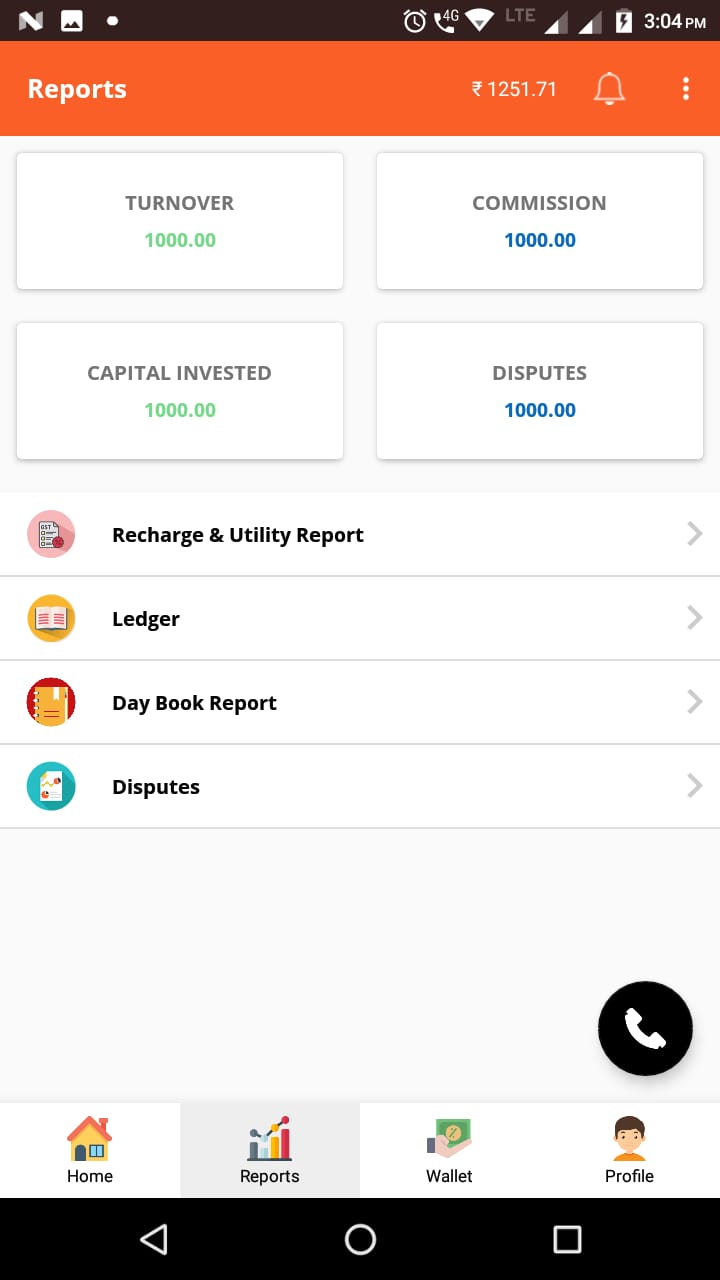 4G LTE 3:04 PM
Reports ₹ 1251.71
TURNOVER COMMISSION
1000.00 1000.00
CAPITAL INVESTED DISPUTES
1000.00 1000.00
GST Recharge & Utility Report
Ledger
Day Book Report
Disputes
Home Reports Wallet Profile